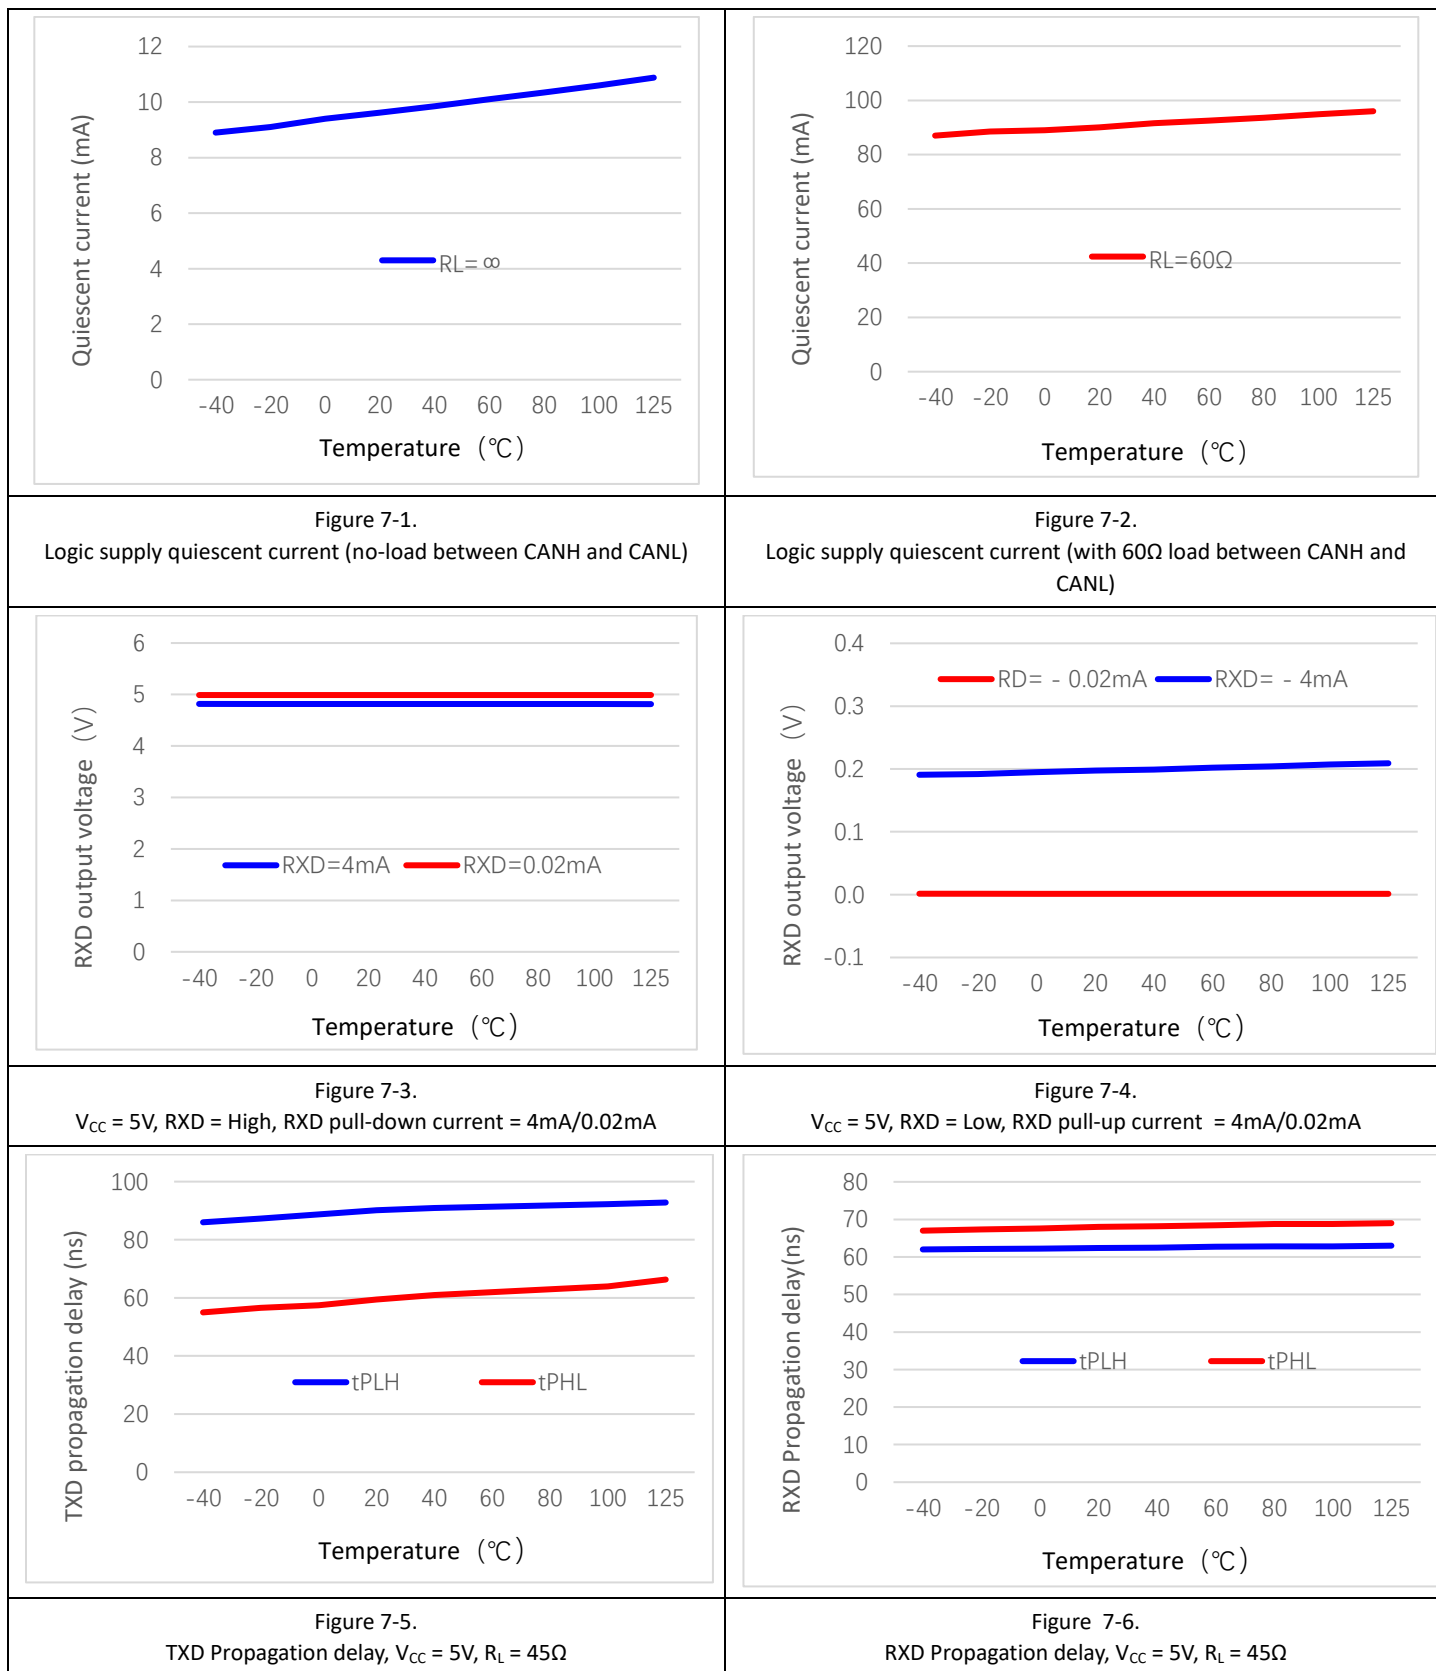 12
10
8
6
4
2
0
Quiescent current (mA)
RL=∞
-40 -20 0 20 40 60 80 100 125
Temperature (℃)
120
100
80
60
40
20
0
Quiescent current (mA)
RL=60Ω
-40 -20 0 20 40 60 80 100 125
Temperature (℃)
Figure 7-1.
Logic supply quiescent current (no-load between CANH and CANL)
Figure 7-2.
Logic supply quiescent current (with 60Ω load between CANH and
CANL)
6
5
4
3
2
1
0
RXD output voltage (V)
RXD=4mA RXD=0.02mA
-40 -20 0 20 40 60 80 100 125
Temperature (℃)
0.4
0.3
0.2
0.1
0.0
-0.1
RXD output voltage (V)
RD= - 0.02mA RXD= - 4mA
-40 -20 0 20 40 60 80 100 125
Temperature (℃)
Figure 7-3.
VCC = 5V, RXD = High, RXD pull-down current = 4mA/0.02mA
Figure 7-4.
VCC = 5V, RXD = Low, RXD pull-up current = 4mA/0.02mA
100
80
60
40
20
0
TXD propagation delay (ns)
tPLH tPHL
-40 -20 0 20 40 60 80 100 125
Temperature (℃)
80
70
60
50
40
30
20
10
0
RXD Propagation delay(ns)
tPLH tPHL
-40 -20 0 20 40 60 80 100 125
Temperature (℃)
Figure 7-5.
TXD Propagation delay, VCC = 5V, RL = 45Ω
Figure 7-6.
RXD Propagation delay, VCC = 5V, RL = 45Ω